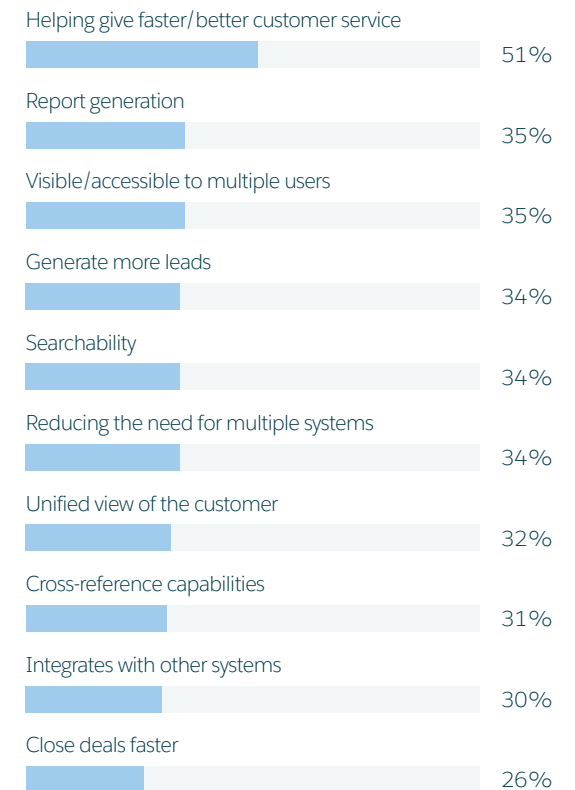 Helping give faster/better customer service
51%
Report generation
35%
Visible/accessible to multiple users
35%
Generate more leads
34%
Searchability
34%
Reducing the need for multiple systems
34%
Unified view of the customer
32%
Cross-reference capabilities
31%
Integrates with other systems
30%
Close deals faster
26%